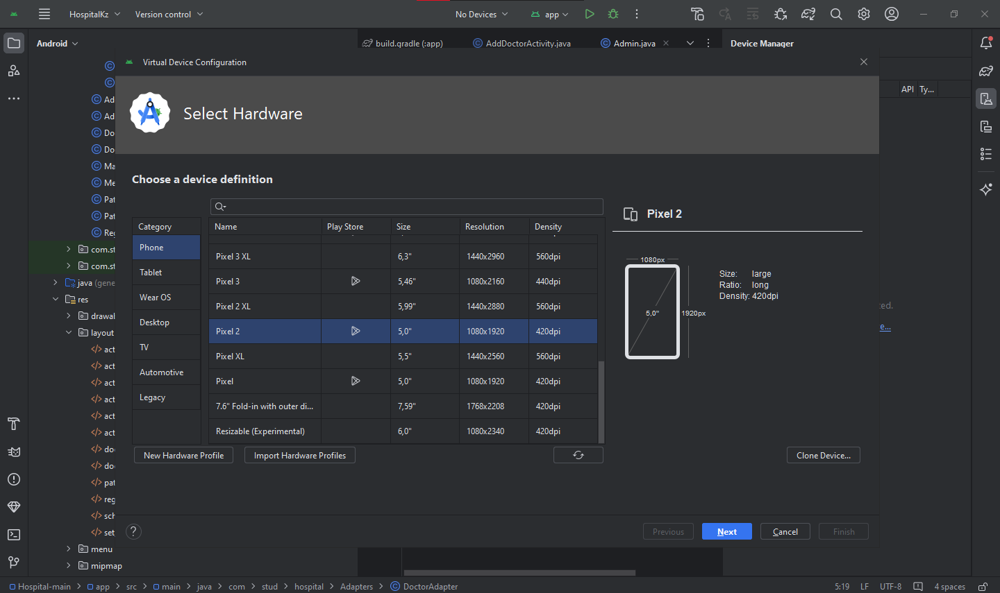 HospitalKz
Version control
No Devices
app
Android
build.gradle (:app)
AddDoctorActivity.java
Admin.java
Device Manager
Virtual Device Configuration
Select Hardware
API Ty...
Ad
Ad
Do
Do
Ma
Me
Pat
Pat
Reg
com.st
com.st
java (gene
res
drawal
layout
act
act
act
act
act
act
doc
doc
pat
reg
sch
set
menu
mipmap
Choose a device definition
Category
Phone
Tablet
Wear OS
Desktop
TV
Automotive
Legacy
Name Play Store Size Resolution Density
Pixel 3 XL 6,3" 1440x2960 560dpi
Pixel 3 5,46" 1080x2160 440dpi
Pixel 2 XL 5,99" 1440x2880 560dpi
Pixel 2 5,0" 1080x1920 420dpi
Pixel XL 5,5" 1440x2560 560dpi
Pixel 5,0" 1080x1920 420dpi
7.6" Fold-in with outer di... 7,59" 1768x2208 420dpi
Resizable (Experimental) 6,0" 1080x2340 420dpi
Pixel 2
1080px
5,0"
1920px
Size: large
Ratio: long
Density: 420dpi
ted.
e...
New Hardware Profile
Import Hardware Profiles
Clone Device...
?
Previous
Next
Cancel
Finish
Hospital-main > app > src > main > java > com > stud > hospital > Adapters > DoctorAdapter
5:19 LF UTF-8 4 spaces